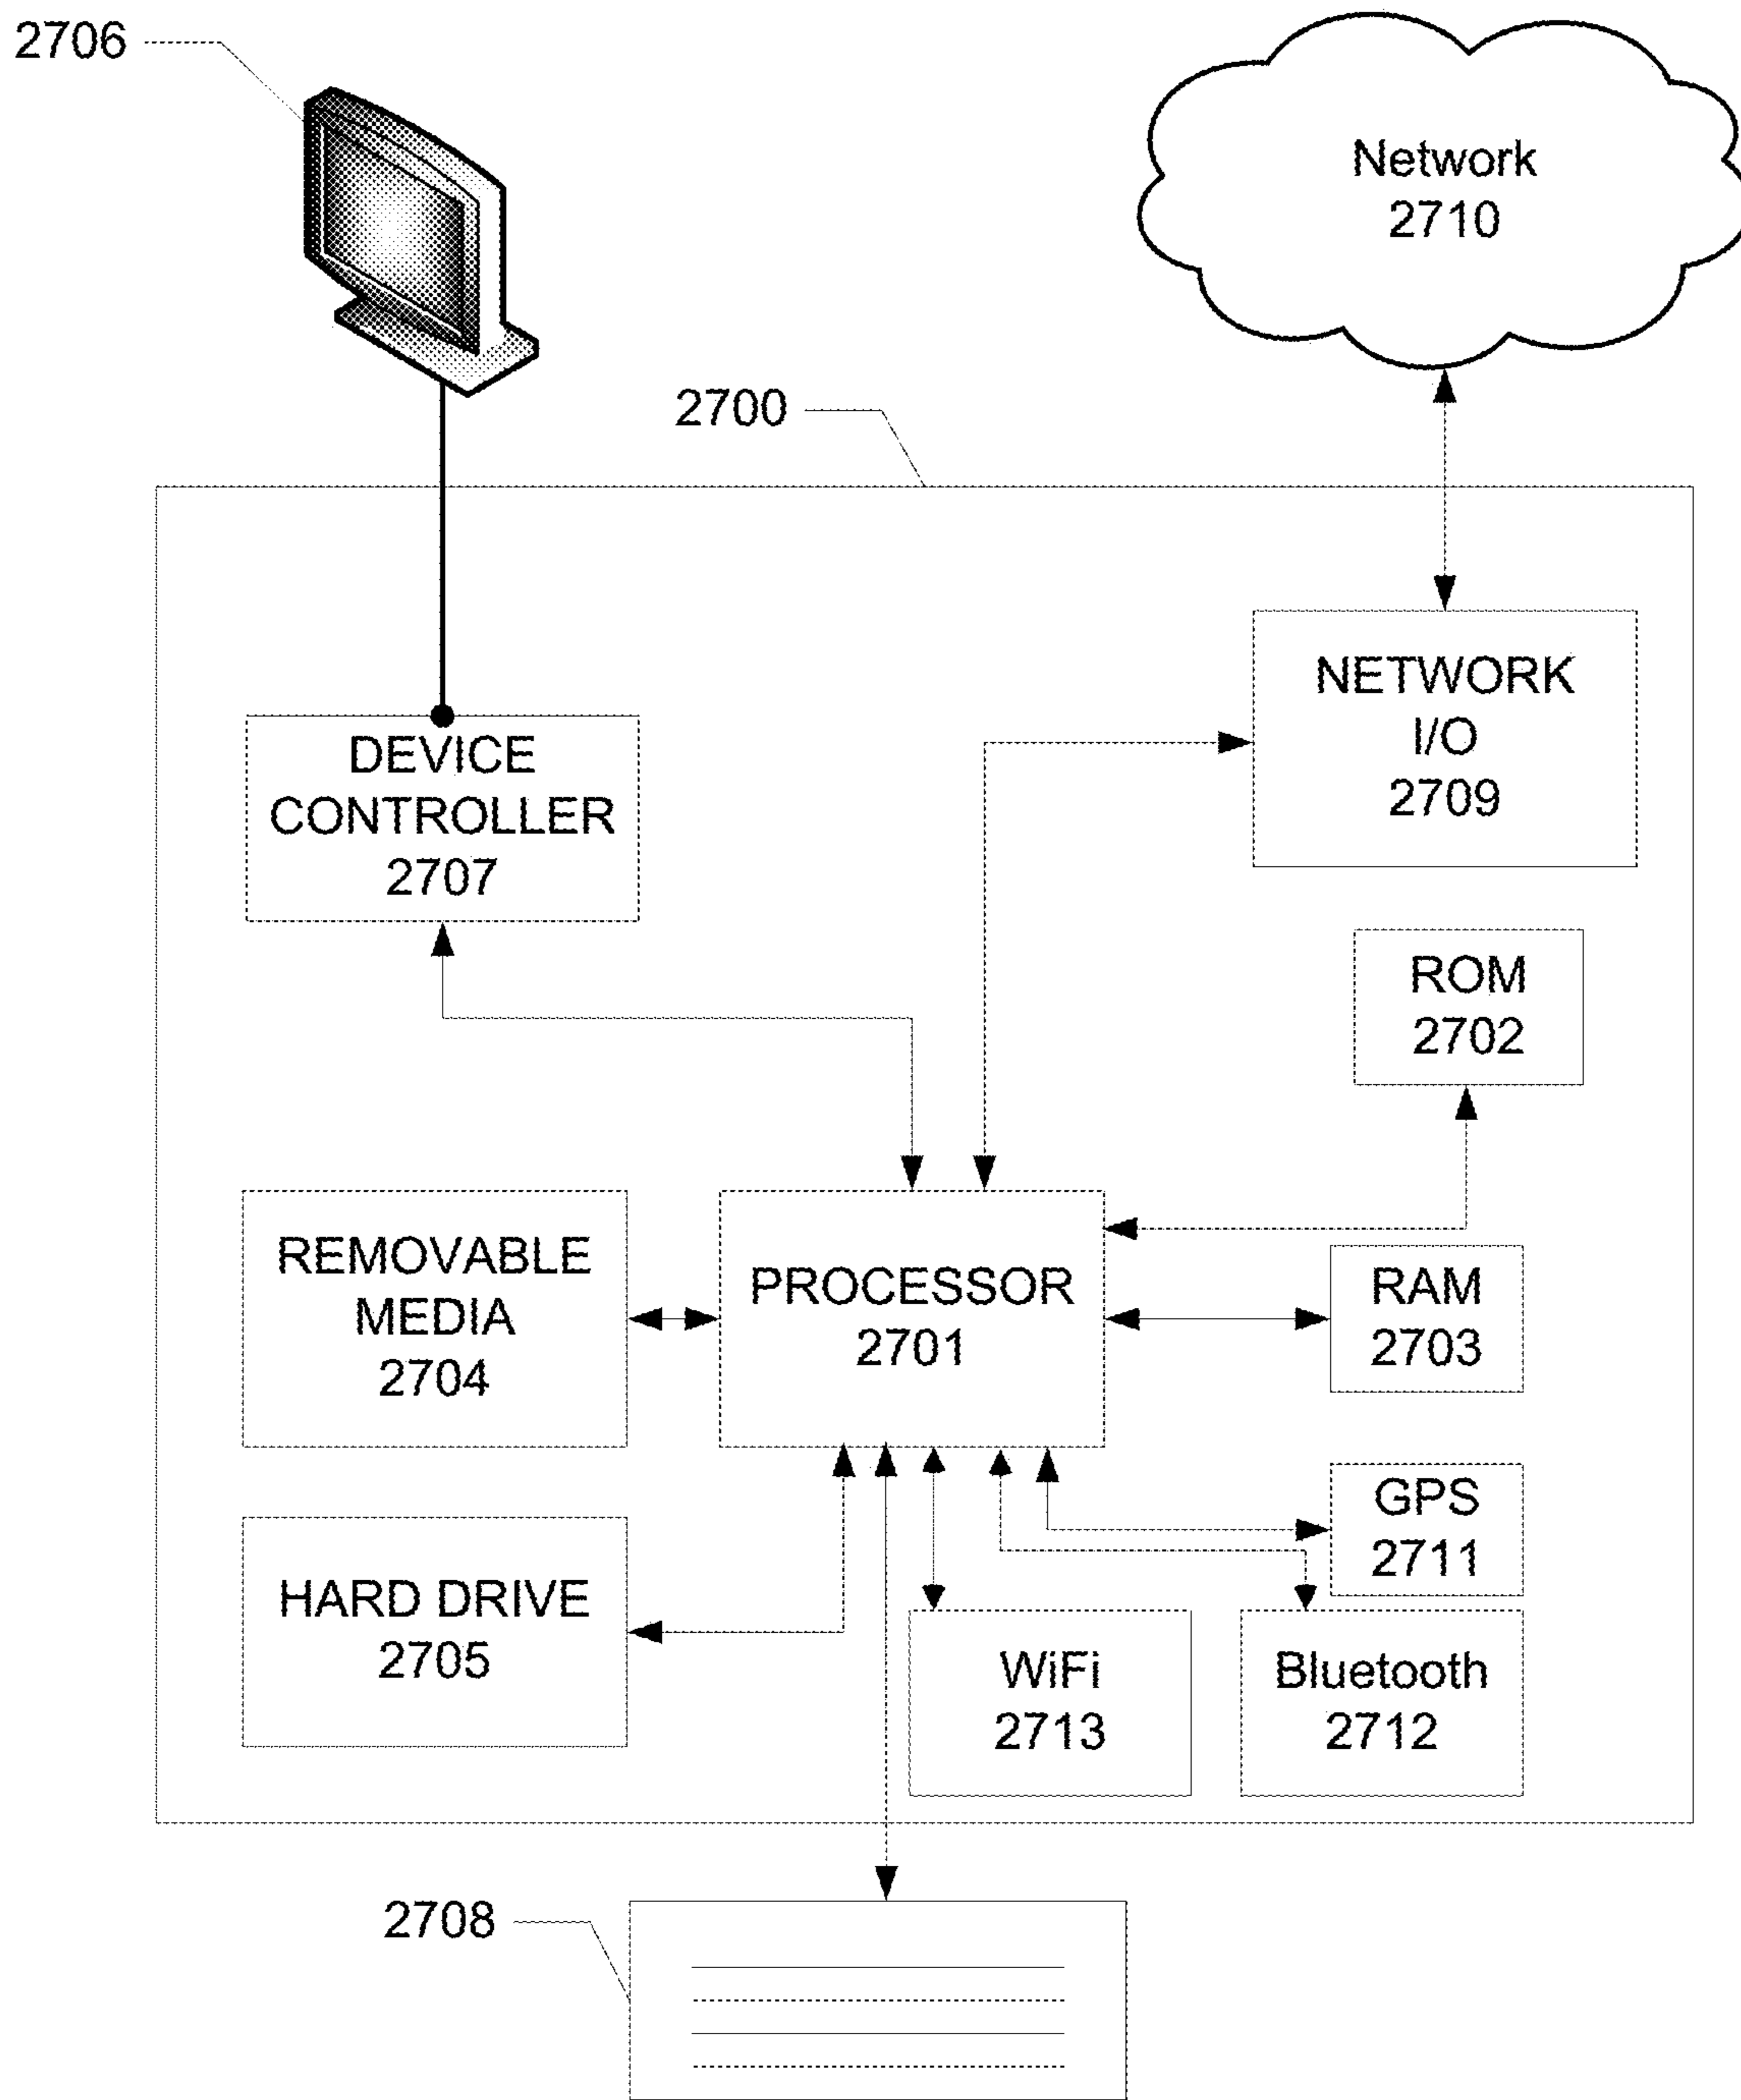 2706
Network
2710
2700
NETWORK
I/O
2709
DEVICE
CONTROLLER
2707
ROM
2702
REMOVABLE
MEDIA
2704
PROCESSOR
2701
RAM
2703
GPS
2711
HARD DRIVE
2705
WiFi
2713
Bluetooth
2712
2708